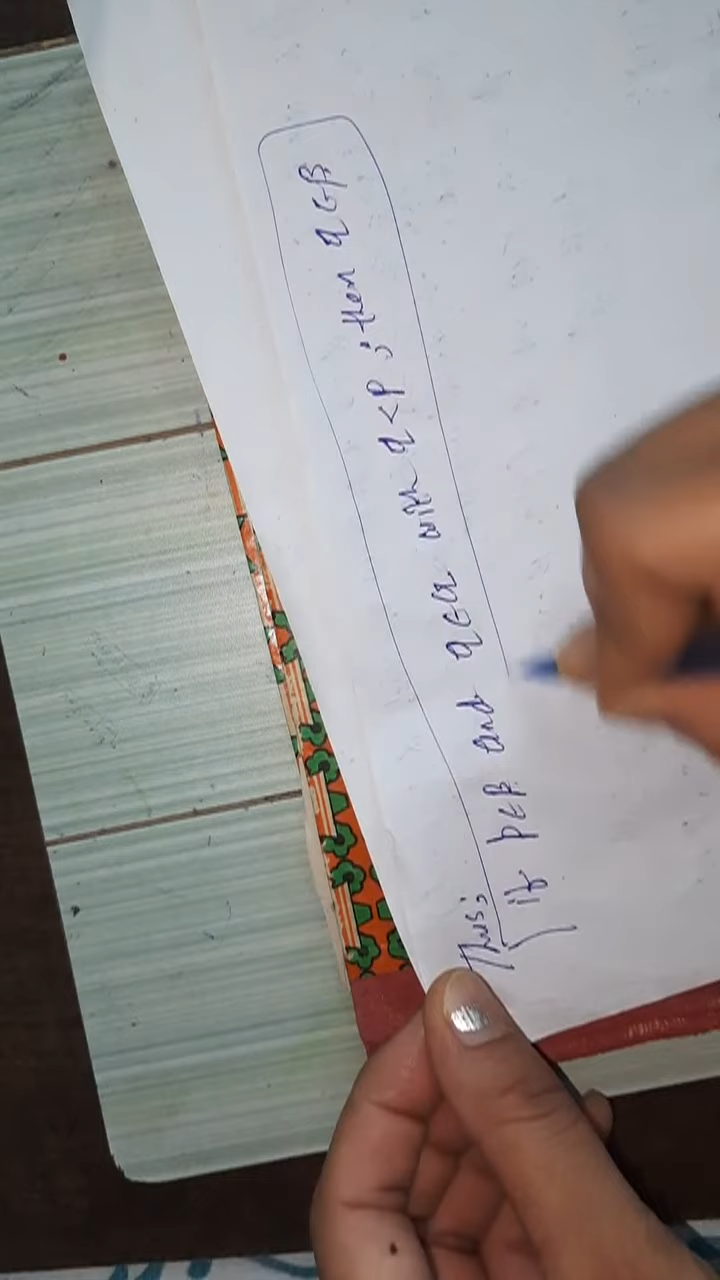 Thus;
if p∈β and q∈Q with q<p ; then q∈β